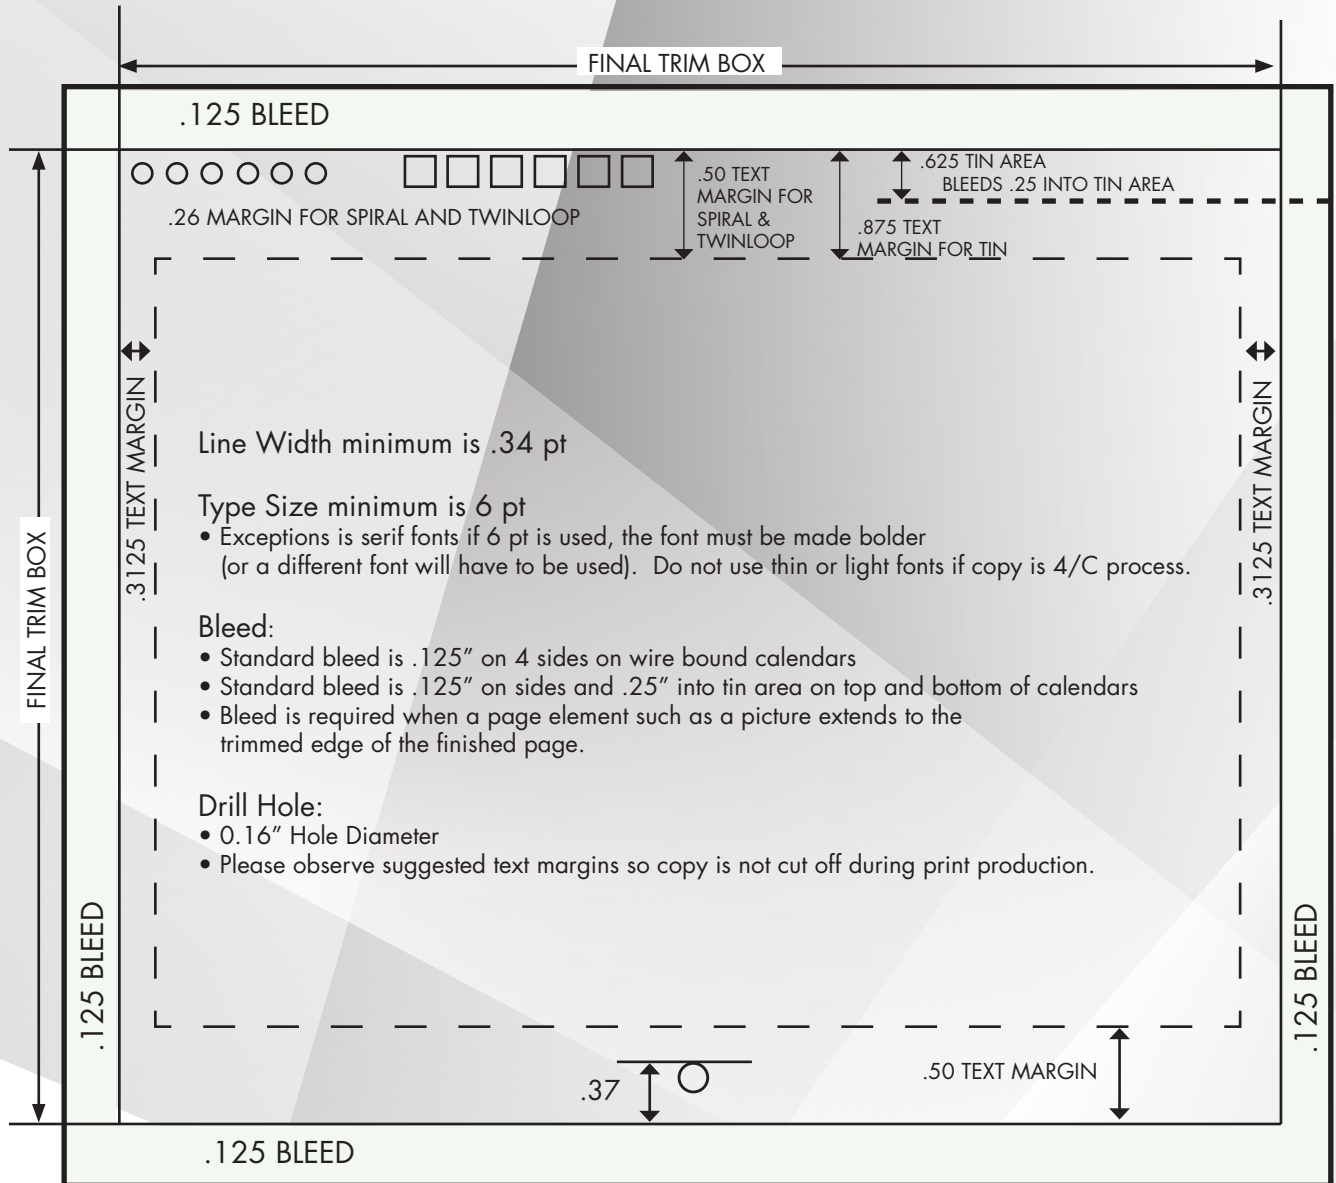 FINAL TRIM BOX
.125 BLEED
.50 TEXT
MARGIN FOR
SPIRAL &
TWINLOOP
.625 TIN AREA
BLEEDS .25 INTO TIN AREA
.26 MARGIN FOR SPIRAL AND TWINLOOP
.875 TEXT
MARGIN FOR TIN
.3125 TEXT MARGIN
.3125 TEXT MARGIN
FINAL TRIM BOX
Line Width minimum is .34 pt
Type Size minimum is 6 pt
• Exceptions is serif fonts if 6 pt is used, the font must be made bolder
(or a different font will have to be used).  Do not use thin or light fonts if copy is 4/C process.
Bleed:
• Standard bleed is .125” on 4 sides on wire bound calendars
• Standard bleed is .125” on sides and .25” into tin area on top and bottom of calendars
• Bleed is required when a page element such as a picture extends to the
trimmed edge of the finished page.
Drill Hole:
• 0.16” Hole Diameter
• Please observe suggested text margins so copy is not cut off during print production.
.125 BLEED
.125 BLEED
.37
.50 TEXT MARGIN
.125 BLEED